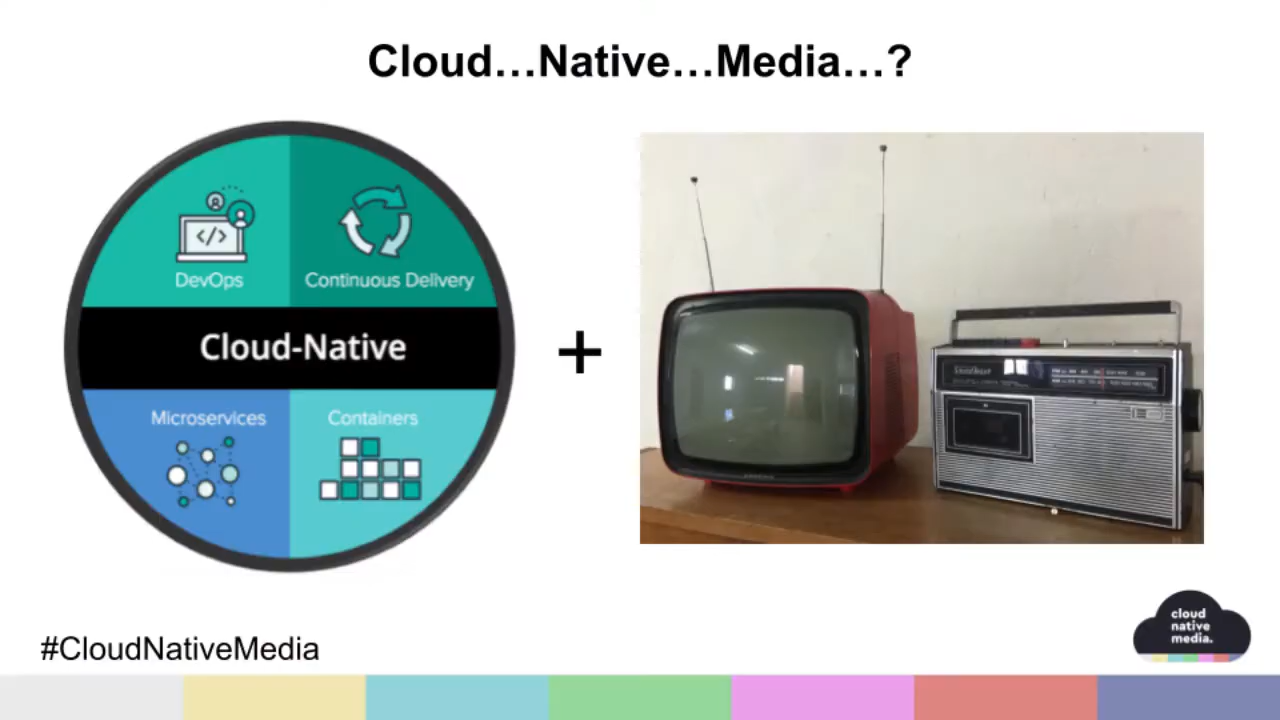 Cloud…Native…Media…?
DevOps
Continuous Delivery
Cloud-Native
Microservices
Containers
+
#CloudNativeMedia
cloud
native
media.